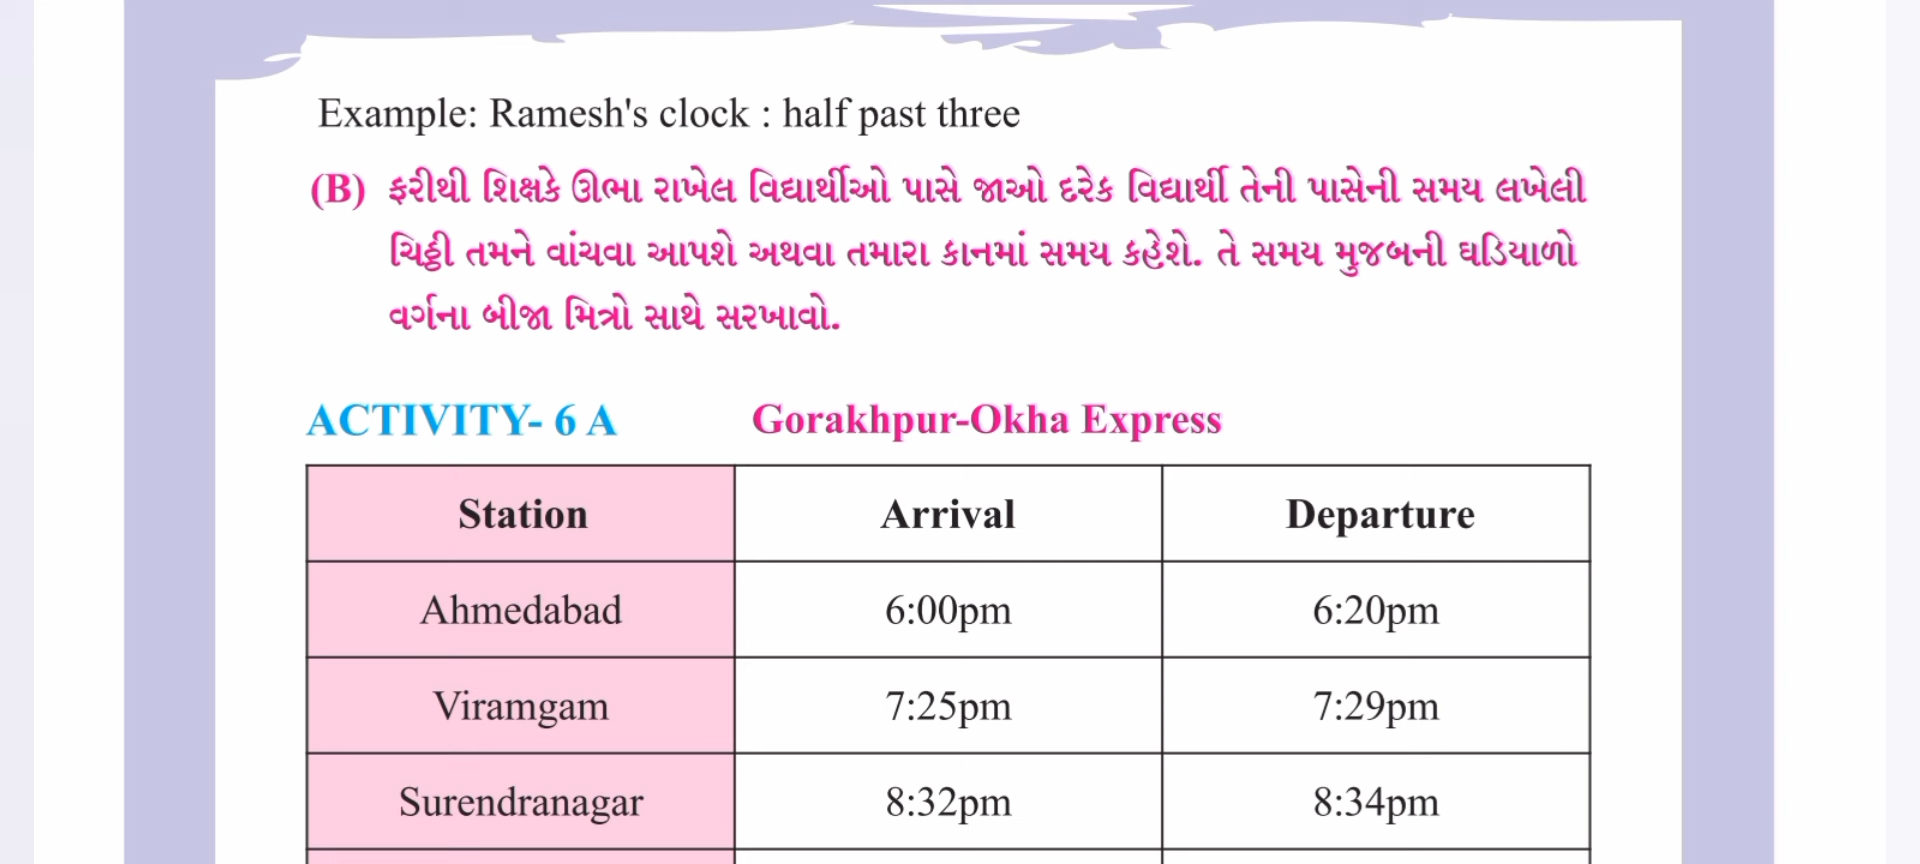 Example: Ramesh's clock : half past three
(B) ફરીથી શિક્ષકે ઊભા રાખેલ વિદ્યાર્થીઓ પાસે જાઓ દરેક વિદ્યાર્થી તેની પાસેની સમય લખેલી
ચિઠ્ઠી તમને વાંચવા આપશે અથવા તમારા કાનમાં સમય કહેશે. તે સમય મુજબની ઘડિયાળો
વર્ગના બીજા મિત્રો સાથે સરખાવો.
ACTIVITY- 6 A Gorakhpur-Okha Express
Station Arrival Departure
Ahmedabad 6:00pm 6:20pm
Viramgam 7:25pm 7:29pm
Surendranagar 8:32pm 8:34pm